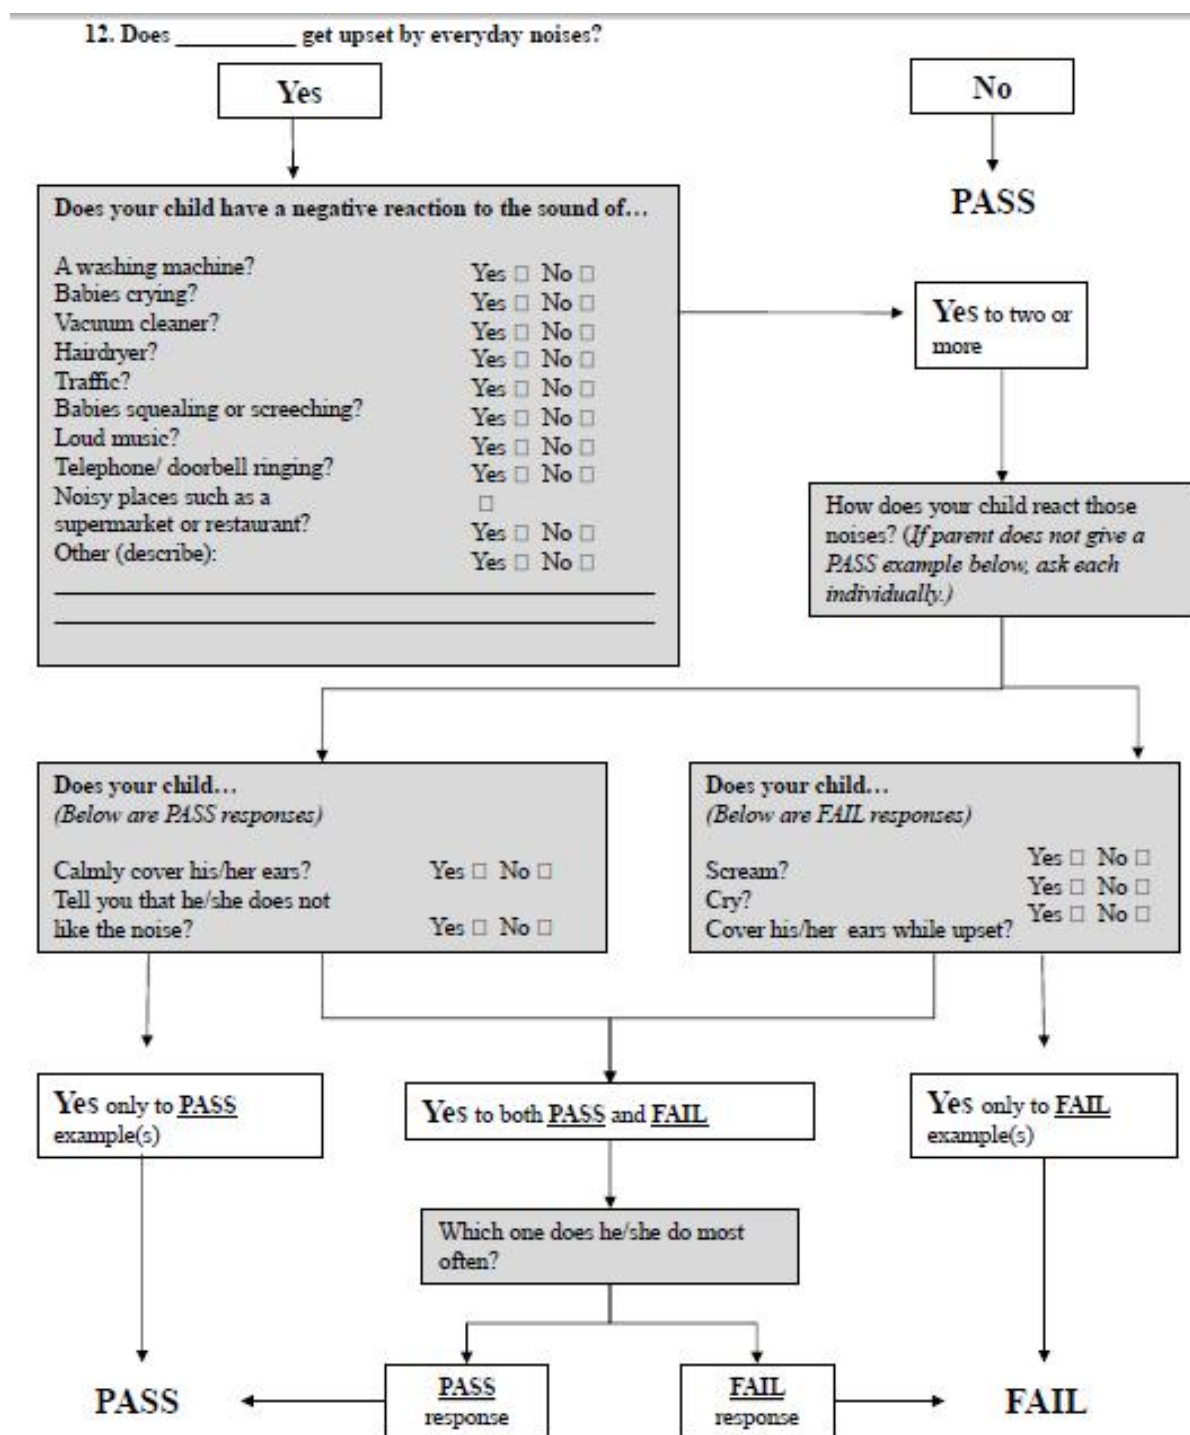 12. Does __________ get upset by everyday noises?
Yes
No
PASS
Does your child have a negative reaction to the sound of…
A washing machine? Yes □ No □
Babies crying? Yes □ No □
Vacuum cleaner? Yes □ No □
Hairdryer? Yes □ No □
Traffic? Yes □ No □
Babies squealing or screeching? Yes □ No □
Loud music? Yes □ No □
Telephone/ doorbell ringing? Yes □ No □
Noisy places such as a □
supermarket or restaurant? Yes □ No □
Other (describe): Yes □ No □
Yes to two or
more
How does your child react those
noises? (If parent does not give a
PASS example below, ask each
individually.)
Does your child…
(Below are PASS responses)
Calmly cover his/her ears? Yes □ No □
Tell you that he/she does not
like the noise? Yes □ No □
Does your child…
(Below are FAIL responses)
Scream? Yes □ No □
Cry? Yes □ No □
Cover his/her ears while upset? Yes □ No □
Yes only to PASS
example(s)
Yes to both PASS and FAIL
Yes only to FAIL
example(s)
Which one does he/she do most
often?
PASS
PASS
response
FAIL
response
FAIL